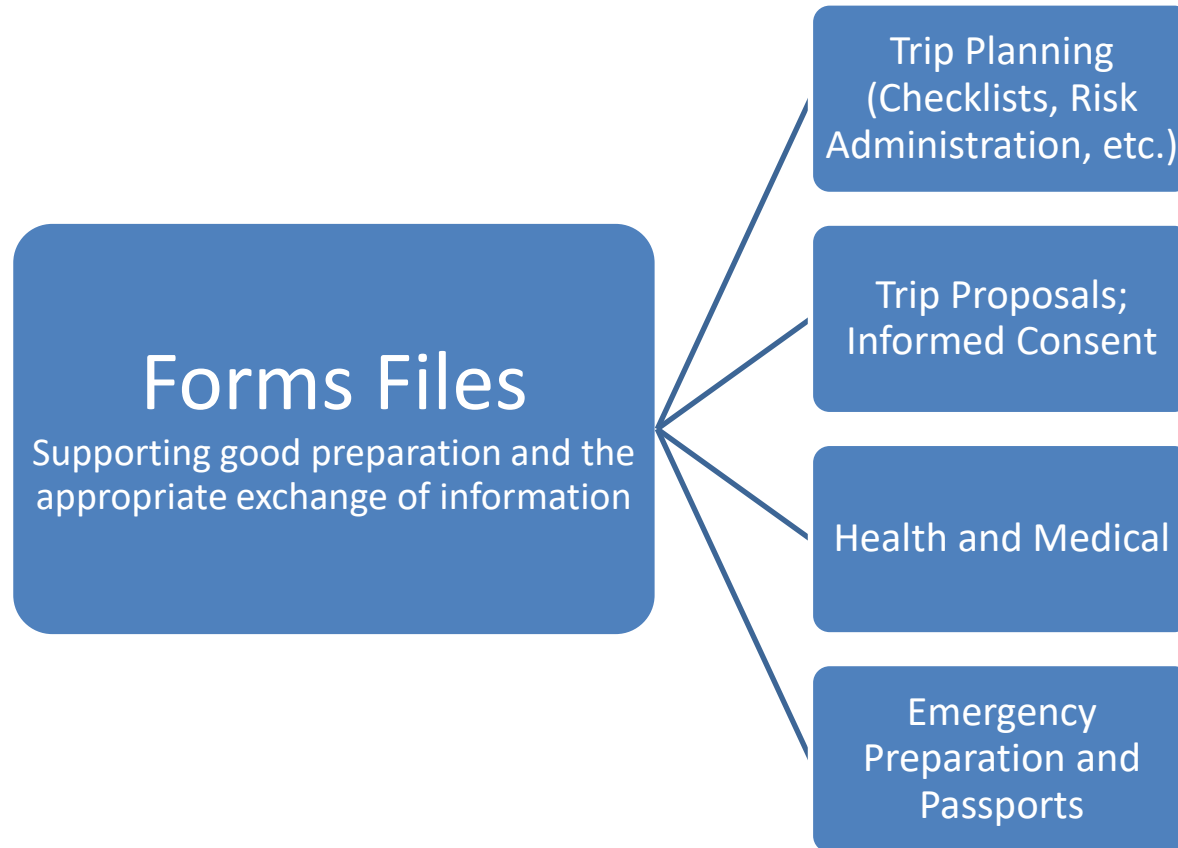 Forms Files
Supporting good preparation and the
appropriate exchange of information
Trip Planning
(Checklists, Risk
Administration, etc.)
Trip Proposals;
Informed Consent
Health and Medical
Emergency
Preparation and
Passports